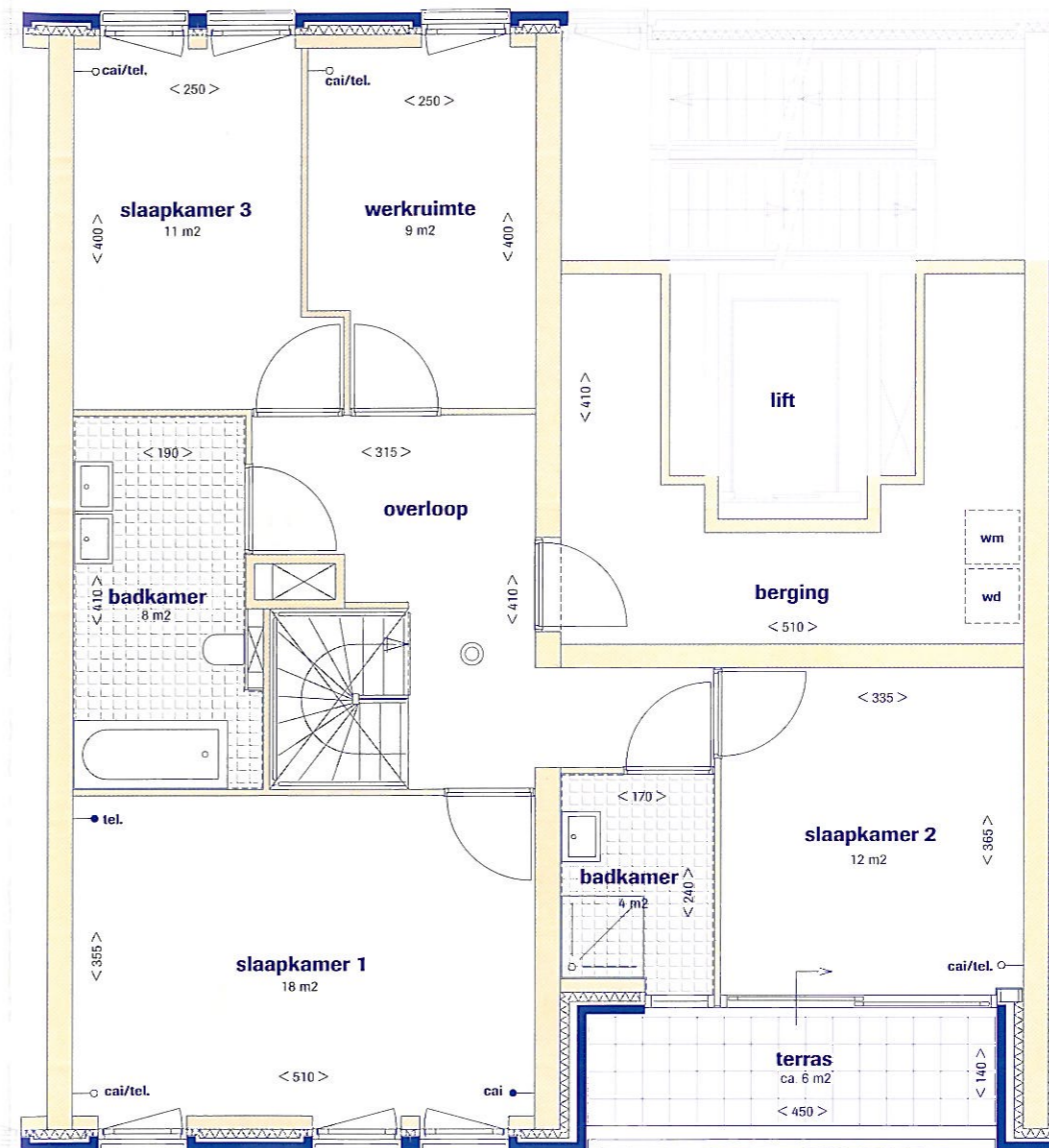 cai/tel.
< 250 >
cai/tel.
< 250 >
slaapkamer 3
11 m2
< 400 >
werkruimte
9 m2
< 400 >
< 190 >
< 315 >
overloop
< 410 >
lift
badkamer
8 m2
< 410 >
< 410 >
berging
< 510 >
wm
wd
tel.
< 335 >
< 170 >
badkamer
4 m2
< 240 >
slaapkamer 2
12 m2
< 365 >
slaapkamer 1
18 m2
< 355 >
cai/tel.
< 510 >
cai/tel.
cai
terras
ca. 6 m2
< 450 >
< 140 >